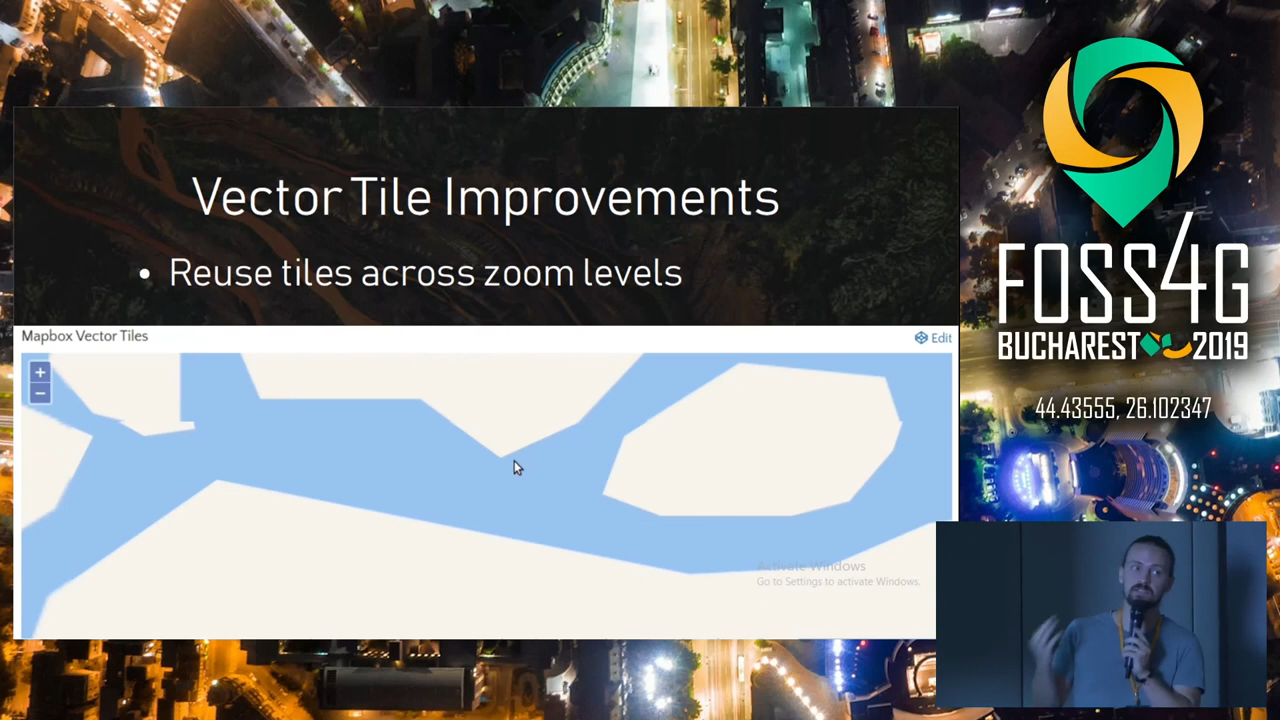 Vector Tile Improvements
• Reuse tiles across zoom levels
Mapbox Vector Tiles
Edit
+
−
Activate Windows
Go to Settings to activate Windows.
FOSS4G
BUCHAREST 2019
44.43555, 26.102347